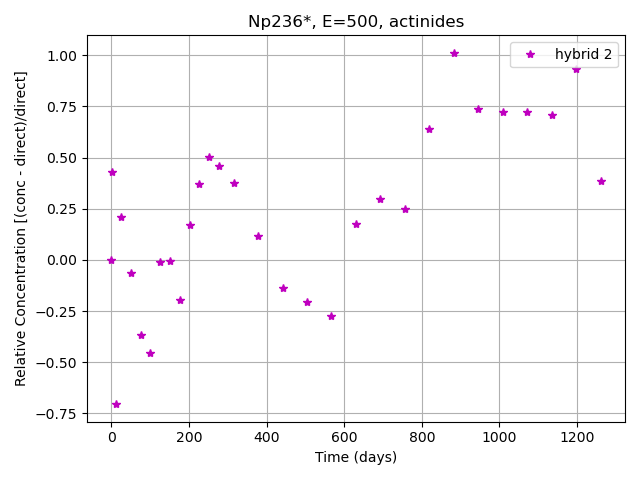 Np236*, E=500, actinides
hybrid 2
Relative Concentration [(conc - direct)/direct]
1.00
0.75
0.50
0.25
0.00
−0.25
−0.50
−0.75
0 200 400 600 800 1000 1200
Time (days)